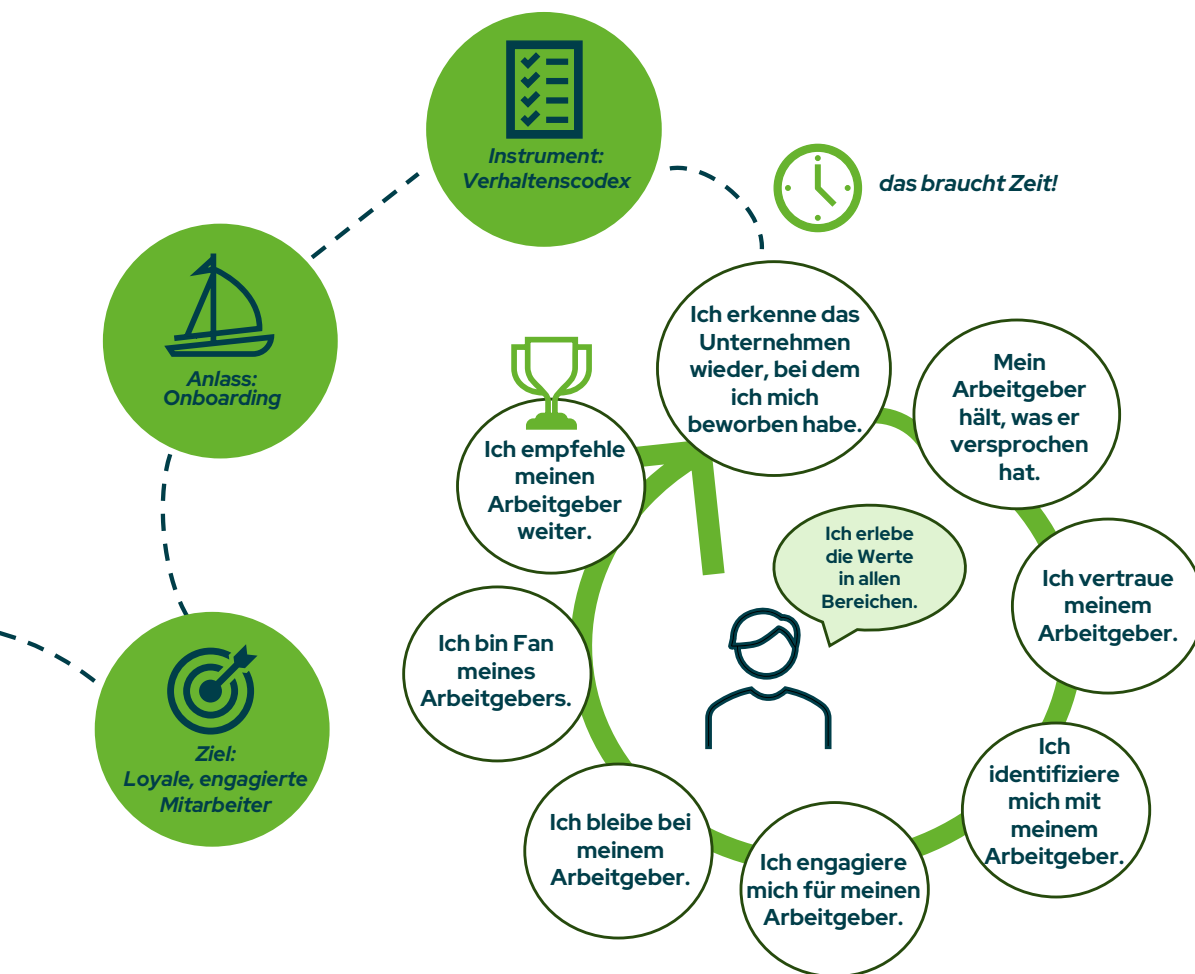 Instrument:
Verhaltenscodex
das braucht Zeit!
Anlass:
Onboarding
Ziel:
Loyale, engagierte
Mitarbeiter
Ich erkenne das
Unternehmen
wieder, bei dem
ich mich
beworben habe.
Mein
Arbeitgeber
hält, was er
versprochen
hat.
Ich vertraue
meinem
Arbeitgeber.
Ich
identifiziere
mich mit
meinem
Arbeitgeber.
Ich engagiere
mich für meinen
Arbeitgeber.
Ich bleibe bei
meinem
Arbeitgeber.
Ich bin Fan
meines
Arbeitgebers.
Ich empfehle
meinen
Arbeitgeber
weiter.
Ich erlebe
die Werte
in allen
Bereichen.